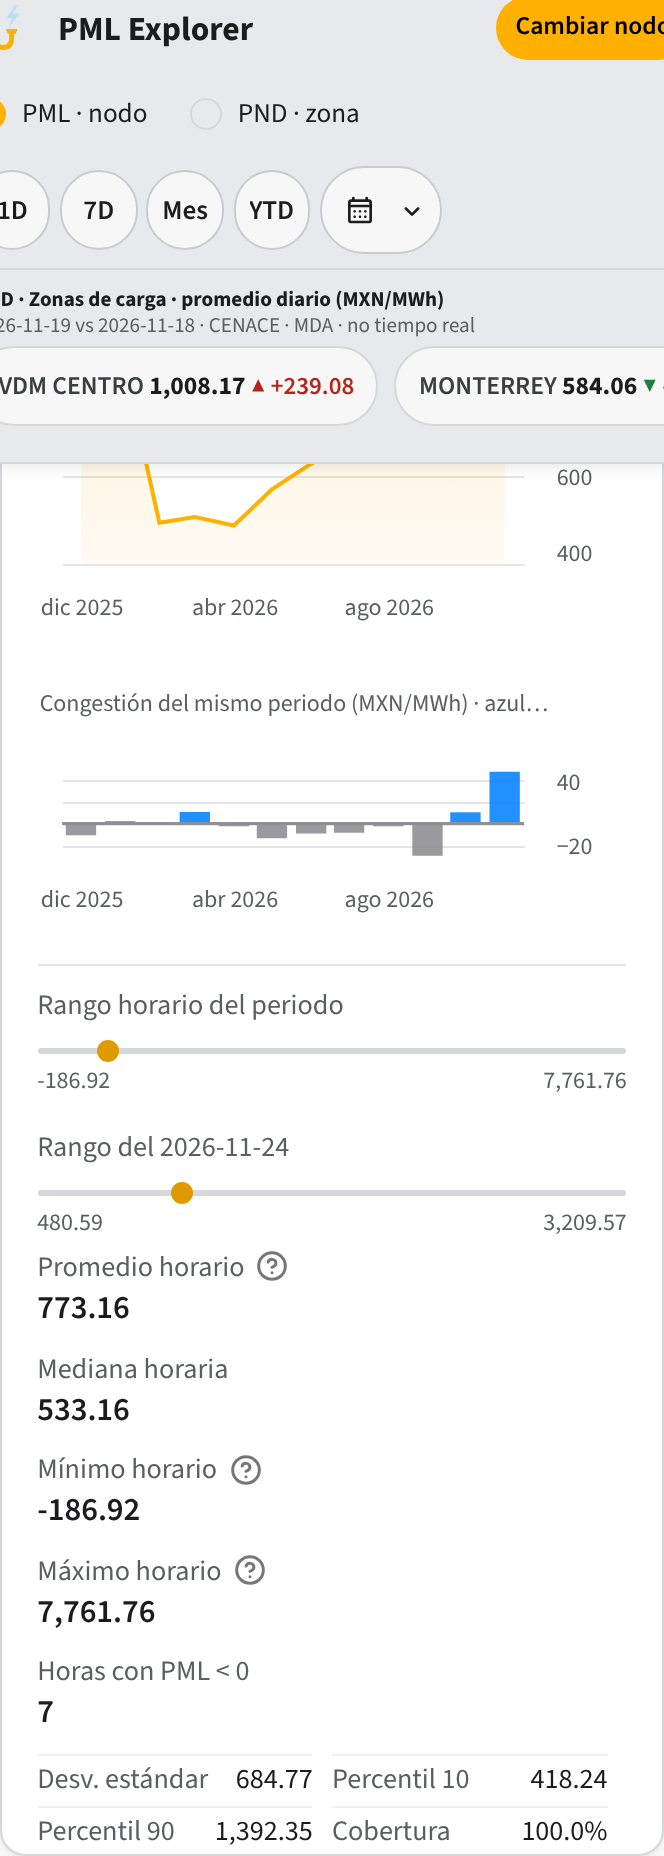 PML Explorer
Cambiar nodo
PML · nodo
PND · zona
1D
7D
Mes
YTD
D · Zonas de carga · promedio diario (MXN/MWh)
26-11-19 vs 2026-11-18 · CENACE · MDA · no tiempo real
VDM CENTRO 1,008.17 ▲ +239.08
MONTERREY 584.06 ▼
600
400
dic 2025
abr 2026
ago 2026
Congestión del mismo periodo (MXN/MWh) · azul…
40
−20
dic 2025
abr 2026
ago 2026
Rango horario del periodo
-186.92
7,761.76
Rango del 2026-11-24
480.59
3,209.57
Promedio horario ?
773.16
Mediana horaria
533.16
Mínimo horario ?
-186.92
Máximo horario ?
7,761.76
Horas con PML < 0
7
Desv. estándar 684.77
Percentil 10 418.24
Percentil 90 1,392.35
Cobertura 100.0%